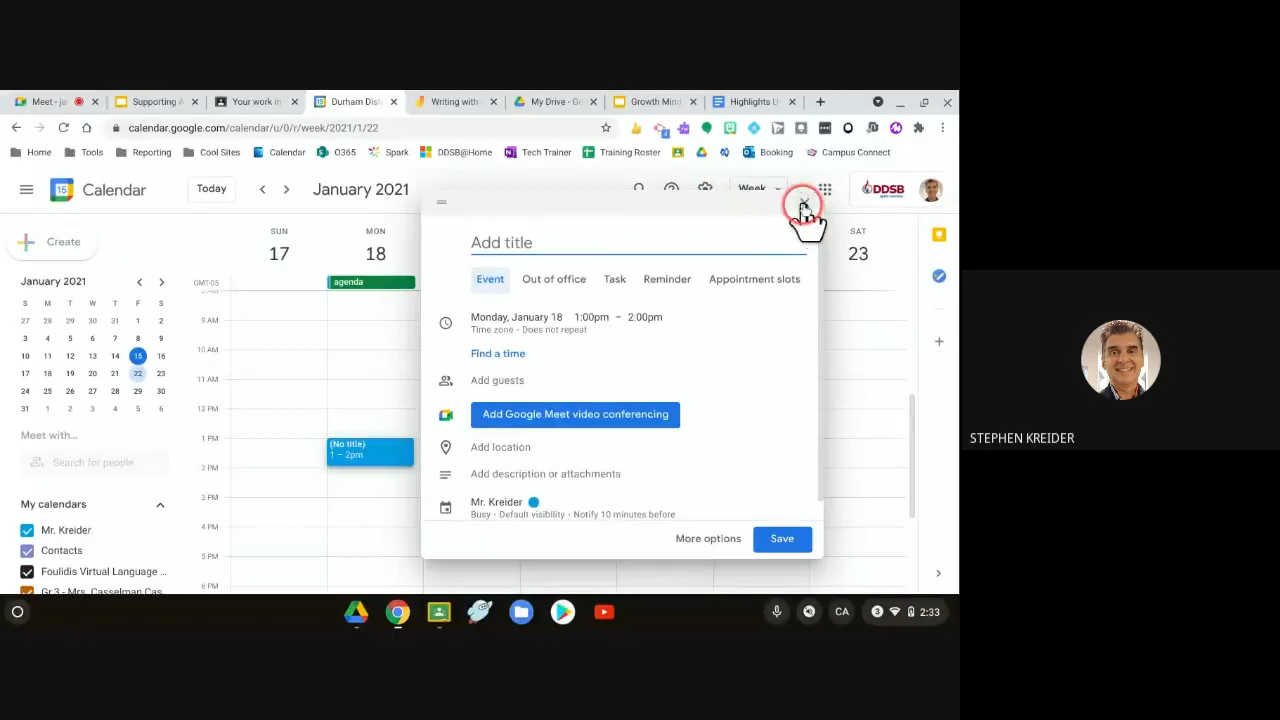 Meet - ja
Supporting A
Your work in
Durham Dist
Writing with
My Drive - Go
Growth Mind
Highlights U
calendar.google.com/calendar/u/0/r/week/2021/1/22
Home
Tools
Reporting
Cool Sites
Calendar
O365
Spark
DDSB@Home
Tech Trainer
Training Roster
Booking
Campus Connect
15
Calendar
Today
January 2021
Week
DDSB
Create
January 2021
S M T W T F S
27 28 29 30 31 1 2
3 4 5 6 7 8 9
10 11 12 13 14 15 16
17 18 19 20 21 22 23
24 25 26 27 28 29 30
31 1 2 3 4 5 6
Meet with...
Search for people
My calendars
Mr. Kreider
Contacts
Foulidis Virtual Language ...
Gr 3 - Mrs. Casselman Cas
SUN
17
MON
18
SAT
23
GMT-05
agenda
9 AM
10 AM
11 AM
12 PM
1 PM
2 PM
3 PM
4 PM
5 PM
6 PM
(No title)
1 – 2pm
Add title
Event
Out of office
Task
Reminder
Appointment slots
Monday, January 18 1:00pm – 2:00pm
Time zone · Does not repeat
Find a time
Add guests
Add Google Meet video conferencing
Add location
Add description or attachments
Mr. Kreider
Busy · Default visibility · Notify 10 minutes before
More options
Save
CA
3
2:33
STEPHEN KREIDER